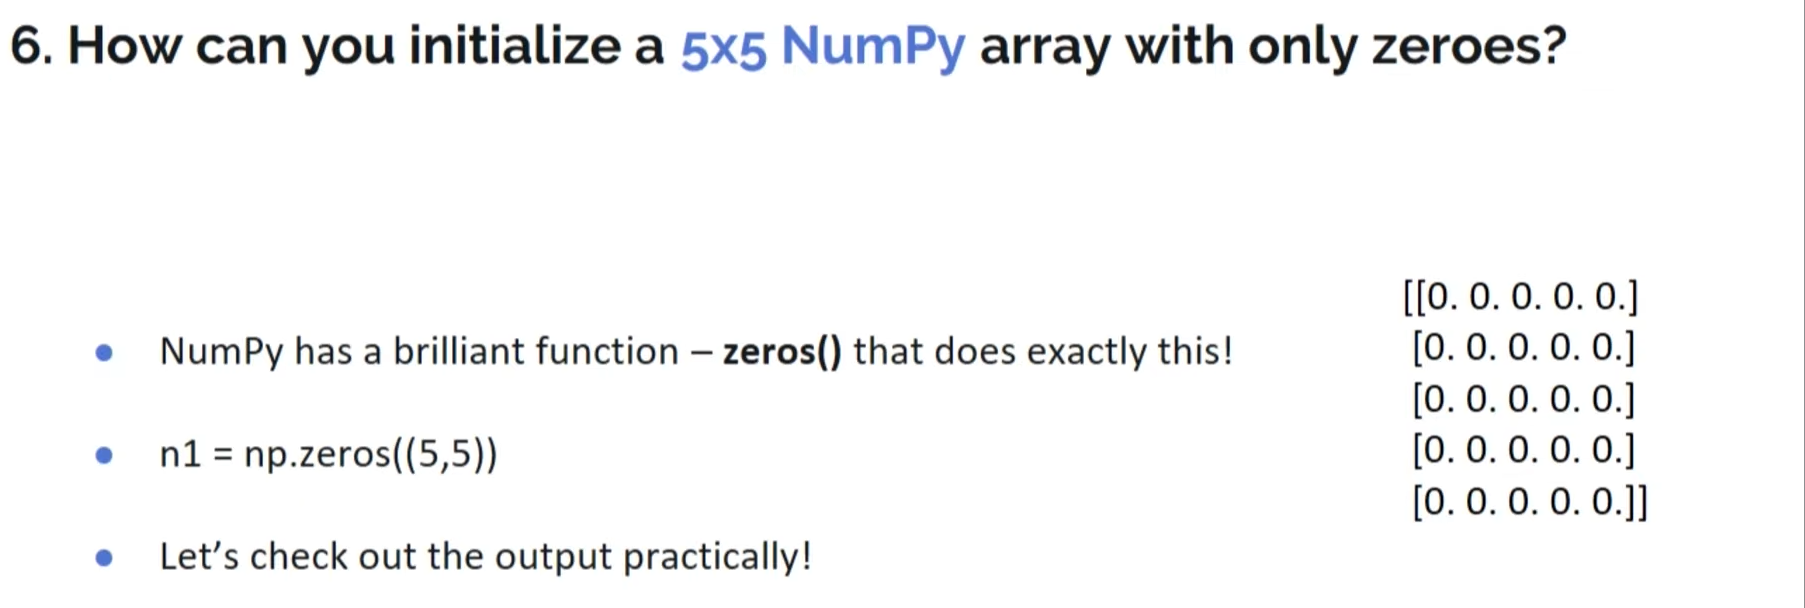 6. How can you initialize a 5x5 NumPy array with only zeroes?
• NumPy has a brilliant function – zeros() that does exactly this!
• n1 = np.zeros((5,5))
• Let’s check out the output practically!
[[0. 0. 0. 0. 0.]
[0. 0. 0. 0. 0.]
[0. 0. 0. 0. 0.]
[0. 0. 0. 0. 0.]
[0. 0. 0. 0. 0.]]